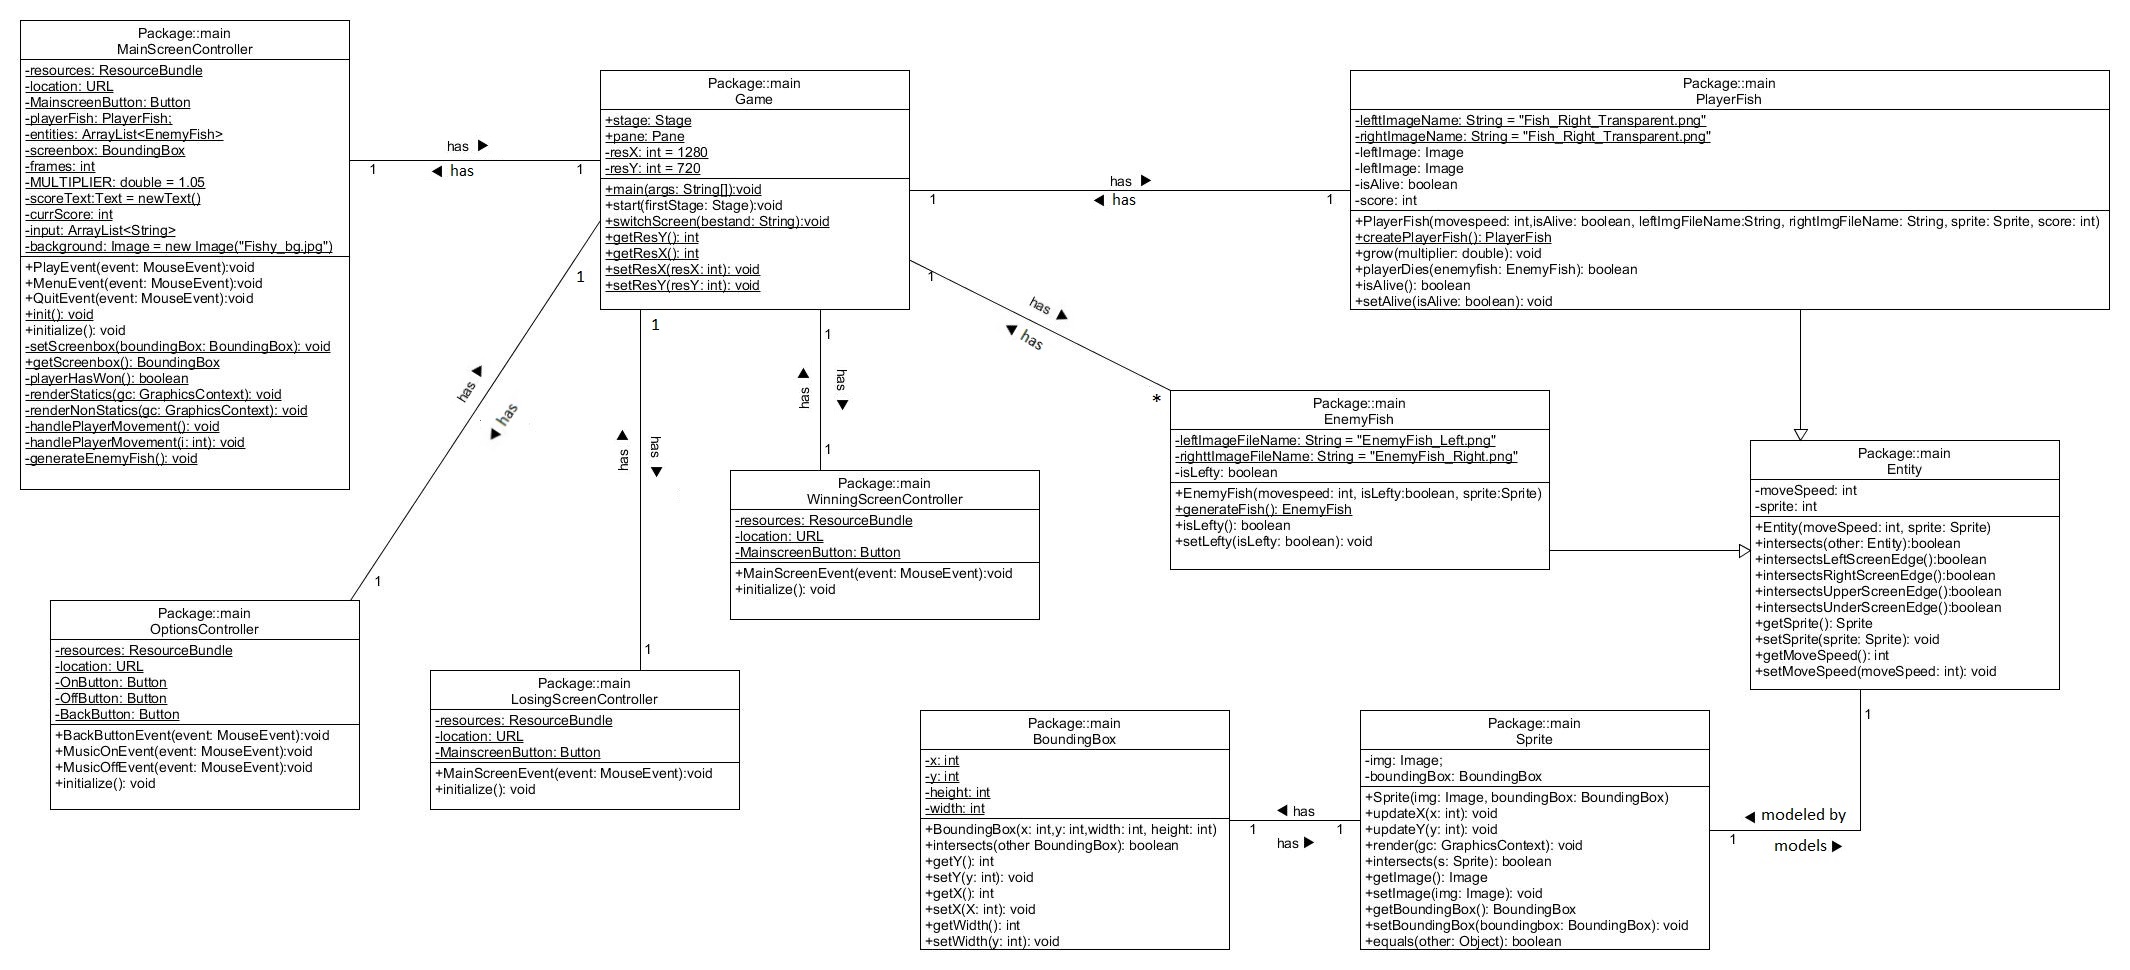 Package::main
MainScreenController
-resources: ResourceBundle
-location: URL
-MainscreenButton: Button
-playerFish: PlayerFish;
-entities: ArrayList<EnemyFish>
-screenbox: BoundingBox
-frames: int
-MULTIPLIER: double = 1.05
-scoreText:Text = newText()
-currScore: int
-input: ArrayList<String>
-background: Image = new Image("Fishy_bg.jpg")
+PlayEvent(event: MouseEvent):void
+MenuEvent(event: MouseEvent):void
+QuitEvent(event: MouseEvent):void
+init(): void
+initialize(): void
-setScreenbox(boundingBox: BoundingBox): void
+getScreenbox(): BoundingBox
-playerHasWon(): boolean
-renderStatics(gc: GraphicsContext): void
-renderNonStatics(gc: GraphicsContext): void
-handlePlayerMovement(): void
-handlePlayerMovement(i: int): void
-generateEnemyFish(): void
has ▶
1
◀ has
1
Package::main
Game
+stage: Stage
+pane: Pane
-resX: int = 1280
-resY: int = 720
+main(args: String[]):void
+start(firstStage: Stage):void
+switchScreen(bestand: String):void
+getResY(): int
+getResX(): int
+setResX(resX: int): void
+setResY(resY: int): void
has ▶
1
◀ has
1
Package::main
PlayerFish
-lefttImageName: String = "Fish_Right_Transparent.png"
-rightImageName: String = "Fish_Right_Transparent.png"
-leftImage: Image
-leftImage: Image
-isAlive: boolean
-score: int
+PlayerFish(movespeed: int,isAlive: boolean, leftImgFileName:String, rightImgFileName: String, sprite: Sprite, score: int)
+createPlayerFish(): PlayerFish
+grow(multiplier: double): void
+playerDies(enemyfish: EnemyFish): boolean
+isAlive(): boolean
+setAlive(isAlive: boolean): void
1
has ▶
◀ has
*
1
has ▶
◀ has
1
1
has ▶
has ▶
1
1
has ▶
has ▶
1
Package::main
EnemyFish
-leftImageFileName: String = "EnemyFish_Left.png"
-righttImageFileName: String = "EnemyFish_Right.png"
-isLefty: boolean
+EnemyFish(movespeed: int, isLefty:boolean, sprite:Sprite)
+generateFish(): EnemyFish
+isLefty(): boolean
+setLefty(isLefty: boolean): void
Package::main
Entity
-moveSpeed: int
-sprite: int
+Entity(moveSpeed: int, sprite: Sprite)
+intersects(other: Entity):boolean
+intersectsLeftScreenEdge():boolean
+intersectsRightScreenEdge():boolean
+intersectsUpperScreenEdge():boolean
+intersectsUnderScreenEdge():boolean
+getSprite(): Sprite
+setSprite(sprite: Sprite): void
+getMoveSpeed(): int
+setMoveSpeed(moveSpeed: int): void
Package::main
WinningScreenController
-resources: ResourceBundle
-location: URL
-MainscreenButton: Button
+MainScreenEvent(event: MouseEvent):void
+initialize(): void
Package::main
OptionsController
-resources: ResourceBundle
-location: URL
-OnButton: Button
-OffButton: Button
-BackButton: Button
+BackButtonEvent(event: MouseEvent):void
+MusicOnEvent(event: MouseEvent):void
+MusicOffEvent(event: MouseEvent):void
+initialize(): void
Package::main
LosingScreenController
-resources: ResourceBundle
-location: URL
-MainscreenButton: Button
+MainScreenEvent(event: MouseEvent):void
+initialize(): void
Package::main
BoundingBox
-x: int
-y: int
-height: int
-width: int
+BoundingBox(x: int,y: int,width: int, height: int)
+intersects(other BoundingBox): boolean
+getY(): int
+setY(y: int): void
+getX(): int
+setX(X: int): void
+getWidth(): int
+setWidth(y: int): void
◀ has
1
1
has ▶
Package::main
Sprite
-img: Image;
-boundingBox: BoundingBox
+Sprite(img: Image, boundingBox: BoundingBox)
+updateX(x: int): void
+updateY(y: int): void
+render(gc: GraphicsContext): void
+intersects(s: Sprite): boolean
+getImage(): Image
+setImage(img: Image): void
+getBoundingBox(): BoundingBox
+setBoundingBox(boundingbox: BoundingBox): void
+equals(other: Object): boolean
1
◀ modeled by
1
models ▶